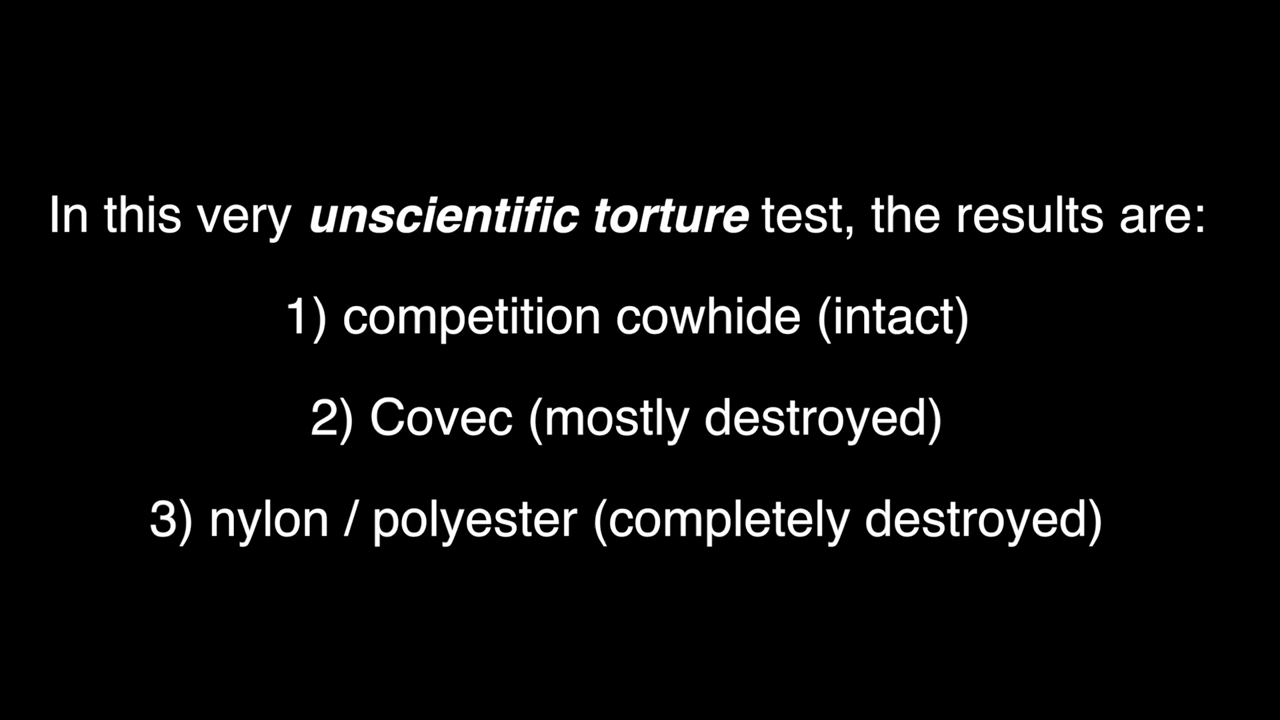 In this very unscientific torture test, the results are:
1) competition cowhide (intact)
2) Covec (mostly destroyed)
3) nylon / polyester (completely destroyed)